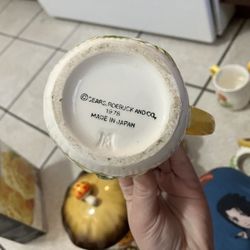 © SEARS, ROEBUCK AND CO.
1978
MADE IN JAPAN